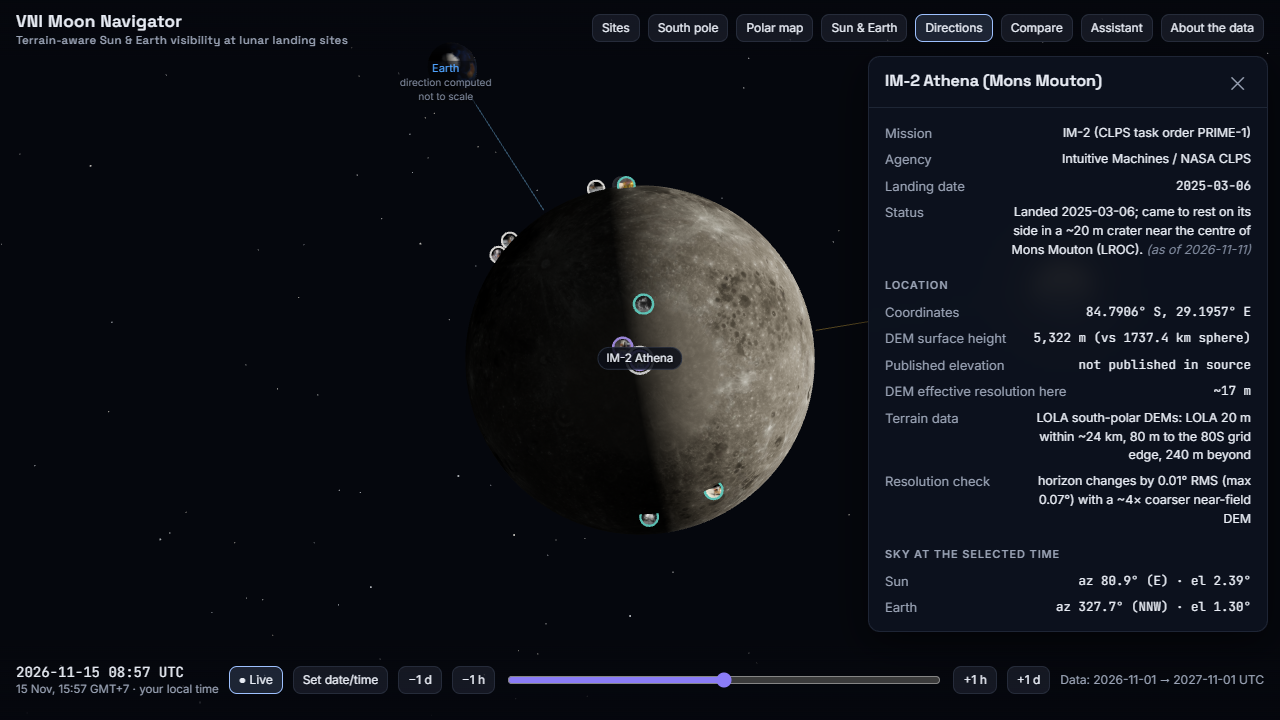 VNI Moon Navigator
Terrain-aware Sun & Earth visibility at lunar landing sites
Sites
South pole
Polar map
Sun & Earth
Directions
Compare
Assistant
About the data
Earth
direction computed
not to scale
IM-2 Athena
IM-2 Athena (Mons Mouton)
Mission IM-2 (CLPS task order PRIME-1)
Agency Intuitive Machines / NASA CLPS
Landing date 2025-03-06
Status Landed 2025-03-06; came to rest on its
side in a ~20 m crater near the centre of
Mons Mouton (LROC). (as of 2026-11-11)
LOCATION
Coordinates 84.7906° S, 29.1957° E
DEM surface height 5,322 m (vs 1737.4 km sphere)
Published elevation not published in source
DEM effective resolution here ~17 m
Terrain data LOLA south-polar DEMs: LOLA 20 m
within ~24 km, 80 m to the 80S grid
edge, 240 m beyond
Resolution check horizon changes by 0.01° RMS (max
0.07°) with a ~4× coarser near-field
DEM
SKY AT THE SELECTED TIME
Sun az 80.9° (E) · el 2.39°
Earth az 327.7° (NNW) · el 1.30°
2026-11-15 08:57 UTC
15 Nov, 15:57 GMT+7 · your local time
● Live
Set date/time
−1 d
−1 h
+1 h
+1 d
Data: 2026-11-01 → 2027-11-01 UTC